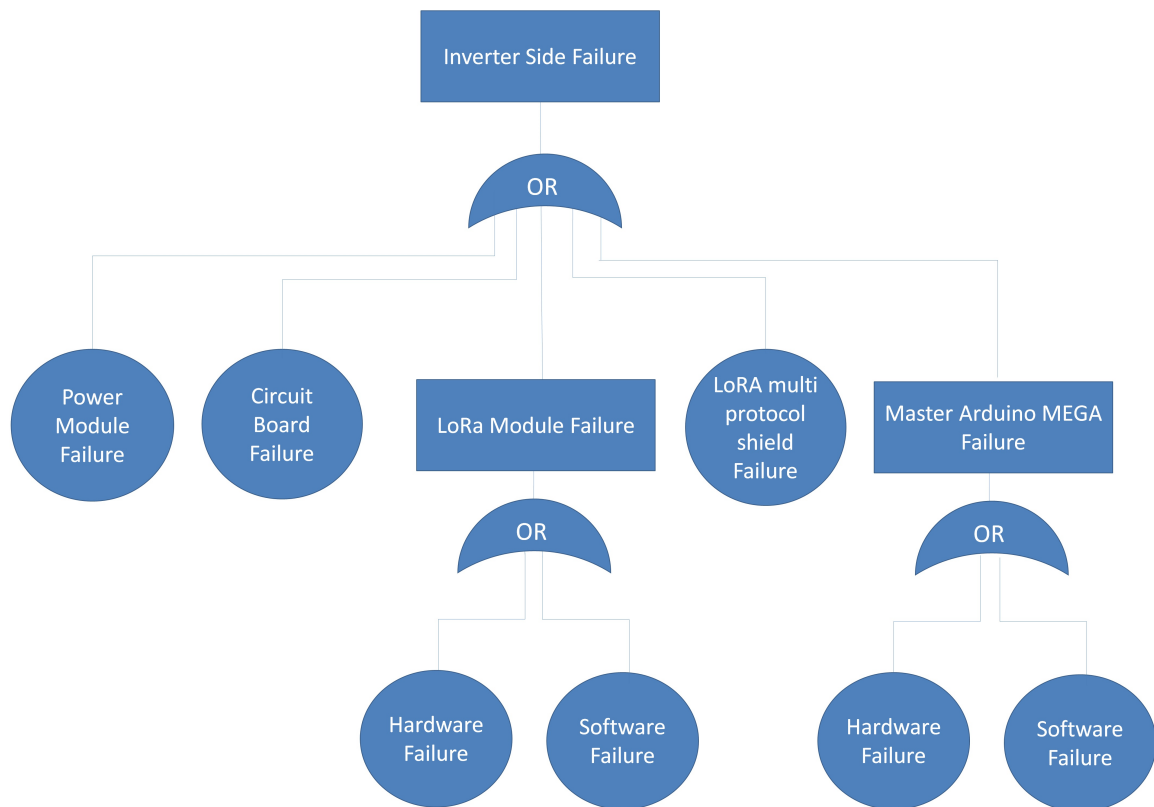 Inverter Side Failure
OR
Power
Module
Failure
Circuit
Board
Failure
LoRa Module Failure
LoRA multi
protocol
shield
Failure
Master Arduino MEGA
Failure
OR
OR
Hardware
Failure
Software
Failure
Hardware
Failure
Software
Failure